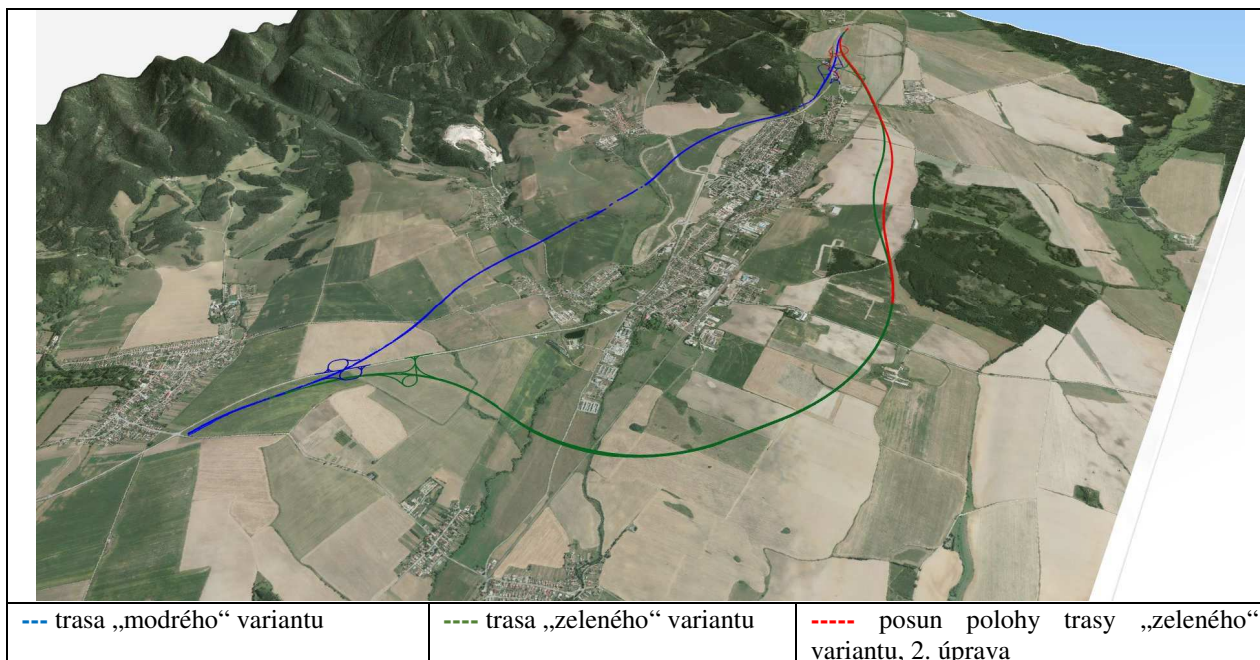 --- trasa „modrého“ variantu
---- trasa „zeleného“ variantu
----- posun polohy trasy „zeleného“
variantu, 2. úprava